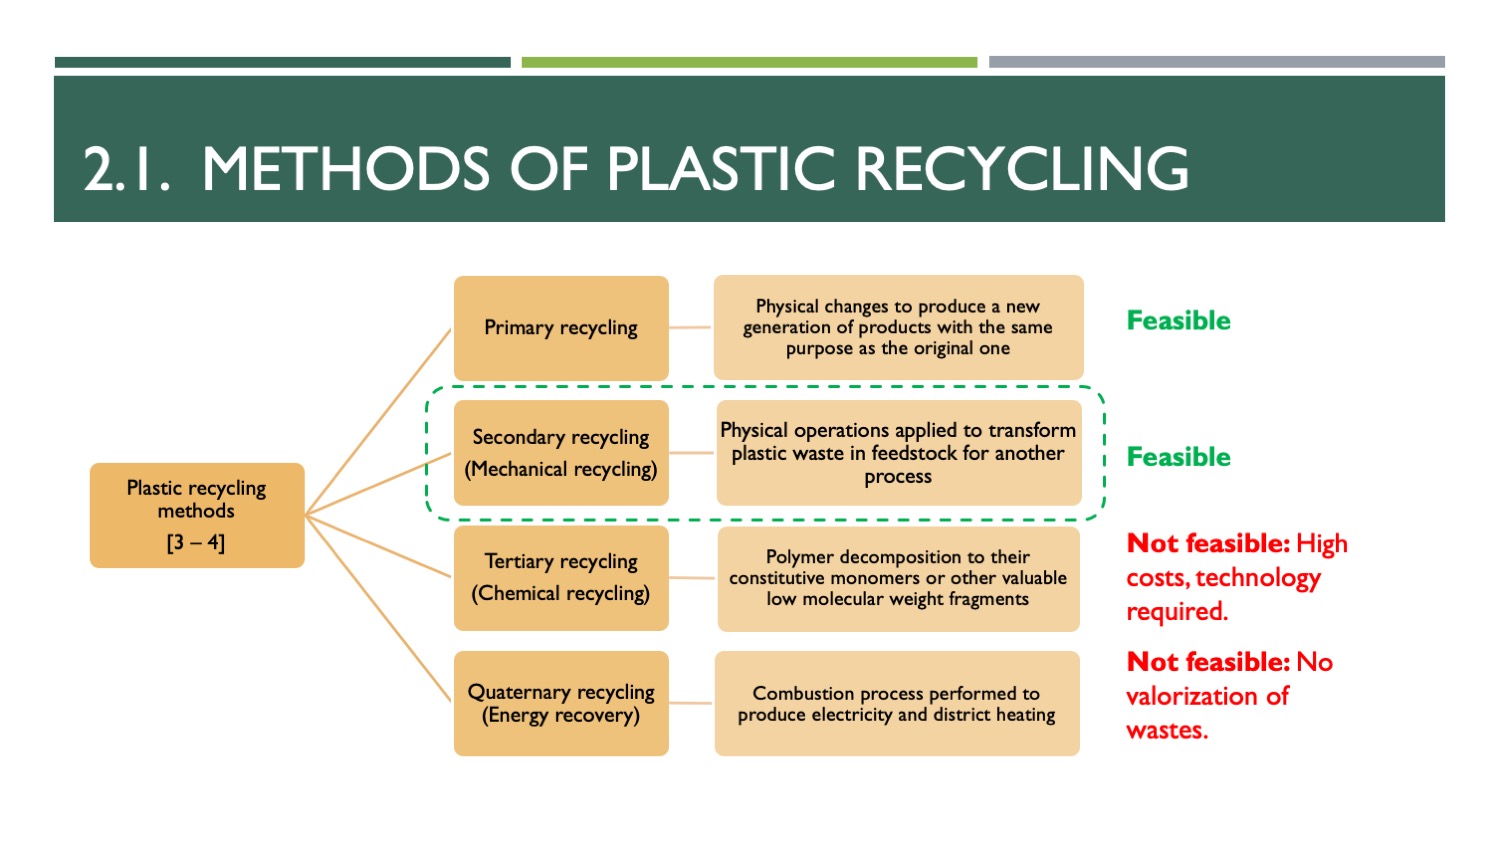 2.1. METHODS OF PLASTIC RECYCLING
Plastic recycling
methods
[3 – 4]
Primary recycling
Physical changes to produce a new
generation of products with the same
purpose as the original one
Feasible
Secondary recycling
(Mechanical recycling)
Physical operations applied to transform
plastic waste in feedstock for another
process
Feasible
Tertiary recycling
(Chemical recycling)
Polymer decomposition to their
constitutive monomers or other valuable
low molecular weight fragments
Not feasible: High
costs, technology
required.
Quaternary recycling
(Energy recovery)
Combustion process performed to
produce electricity and district heating
Not feasible: No
valorization of
wastes.